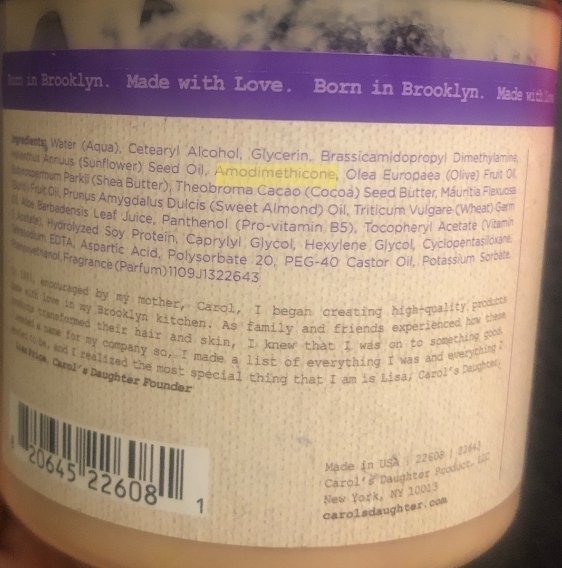 in Brooklyn. Made with Love. Born in Brooklyn. Made with
Ingredients: Water (Aqua), Cetearyl Alcohol, Glycerin, Brassicamidopropyl Dimethylamine,
Annuus (Sunflower) Seed Oil, Amodimethicone, Olea Europaea (Olive) Fruit Oil,
Parkii (Shea Butter), Theobroma Cacao (Cocoa) Seed Butter, Mauritia Flexuosa
Fruit Oil, Prunus Amygdalus Dulcis (Sweet Almond) Oil, Triticum Vulgare (Wheat) Germ
Oil, Aloe Barbadensis Leaf Juice, Panthenol (Pro-vitamin B5), Tocopheryl Acetate (Vitamin
Acetate), Hydrolyzed Soy Protein, Caprylyl Glycol, Hexylene Glycol, Cyclopentasiloxane,
EDTA, Aspartic Acid, Polysorbate 20, PEG-40 Castor Oil, Potassium Sorbate,
Fragrance (Parfum) 1109J1322643
encouraged by my mother, Carol, I began creating high-quality products
with love in my Brooklyn kitchen. As family and friends experienced how these
transformed their hair and skin, I knew that I was on to something good.
a name for my company so, I made a list of everything I was and everything I
to be, and I realized the most special thing that I am is Lisa, Carol's Daughter.
Carol's Daughter Founder
20645 22608 1
Made in USA | 22608 | 22643
Carol's Daughter Product, LLC
New York, NY 10013
carolsdaughter.com